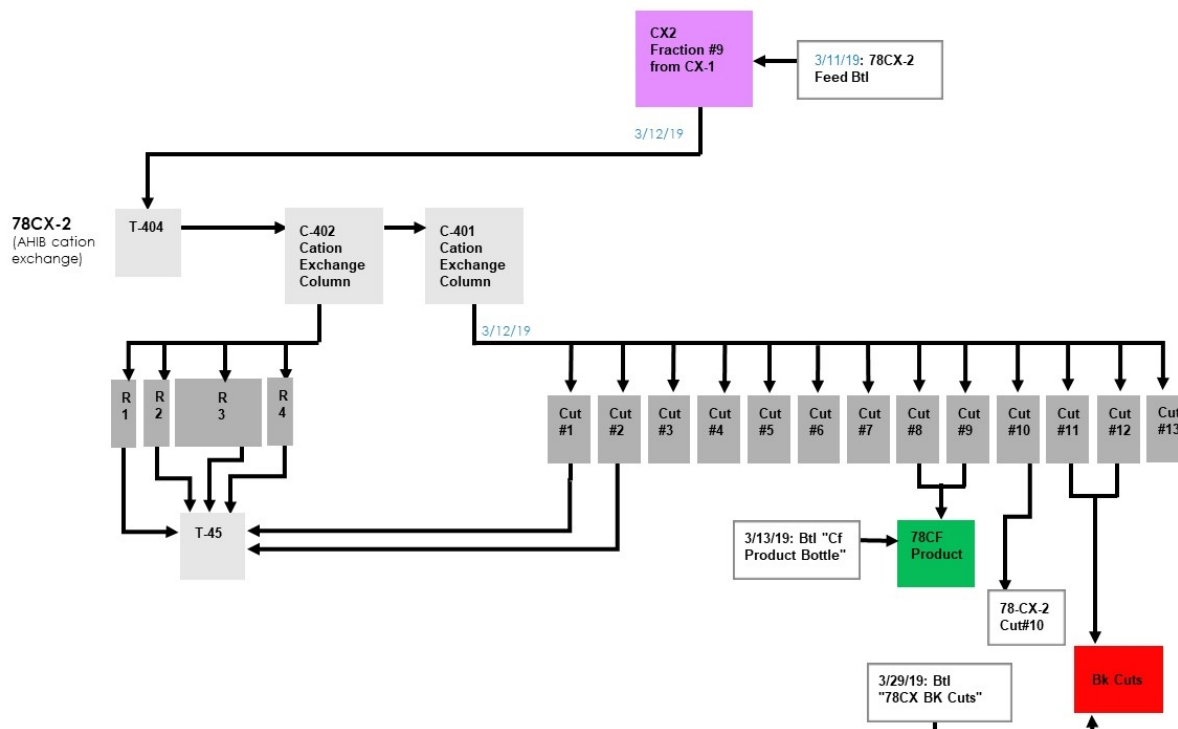 CX2
Fraction #9
from CX-1
3/11/19: 78CX-2
Feed Btl
3/12/19
78CX-2
(AHIB cation
exchange)
T-404
C-402
Cation
Exchange
Column
C-401
Cation
Exchange
Column
3/12/19
R
1
R
2
R
3
R
4
Cut
#1
Cut
#2
Cut
#3
Cut
#4
Cut
#5
Cut
#6
Cut
#7
Cut
#8
Cut
#9
Cut
#10
Cut
#11
Cut
#12
Cut
#13
T-45
3/13/19: Btl "Cf
Product Bottle"
78CF
Product
78-CX-2
Cut#10
3/29/19: Btl
"78CX BK Cuts"
Bk Cuts